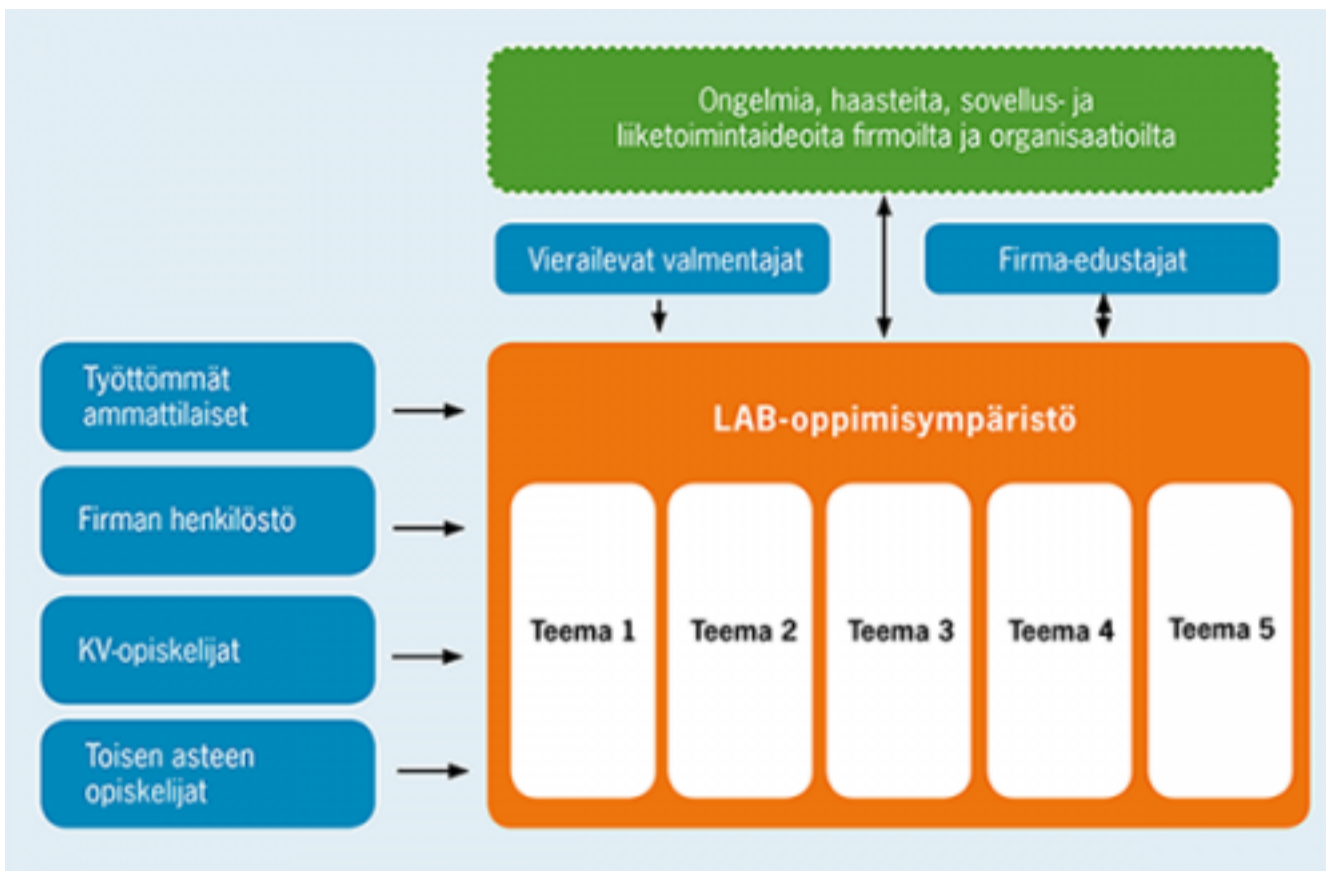 Ongelmia, haasteita, sovellus- ja
liiketoimintaideoita firmoilta ja organisaatioilta
Vierailevat valmentajat
Firma-edustajat
Työttömmät
ammattilaiset
Firman henkilöstö
KV-opiskelijat
Toisen asteen
opiskelijat
LAB-oppimisympäristö
Teema 1
Teema 2
Teema 3
Teema 4
Teema 5